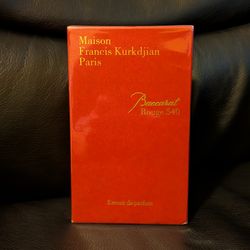 Maison
Francis Kurkdjian
Paris
Baccarat
Rouge 540
Extrait de parfum